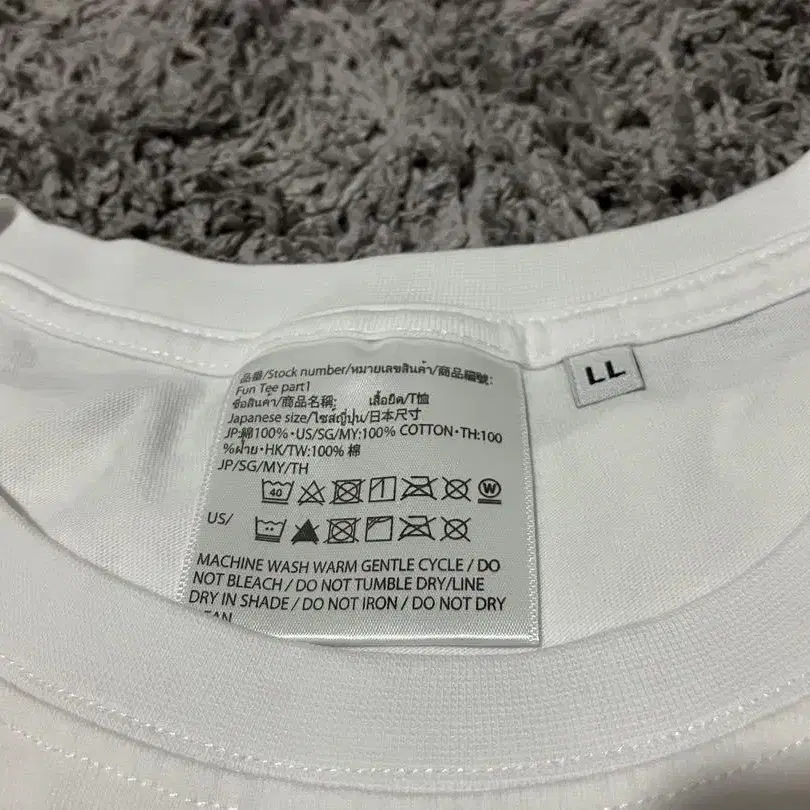 品番/Stock number/หมายเลขสินค้า/商品編號:
Fun Tee part1
ชื่อสินค้า/商品名稱: เสื้อยืด/T恤
Japanese size/ไซส์ญี่ปุ่น/日本尺寸
JP:綿100%・US/SG/MY:100% COTTON・TH:100
%ฝ้าย・HK/TW:100% 棉
JP/SG/MY/TH
40 W
US/
MACHINE WASH WARM GENTLE CYCLE / DO
NOT BLEACH / DO NOT TUMBLE DRY/LINE
DRY IN SHADE / DO NOT IRON / DO NOT DRY
LL